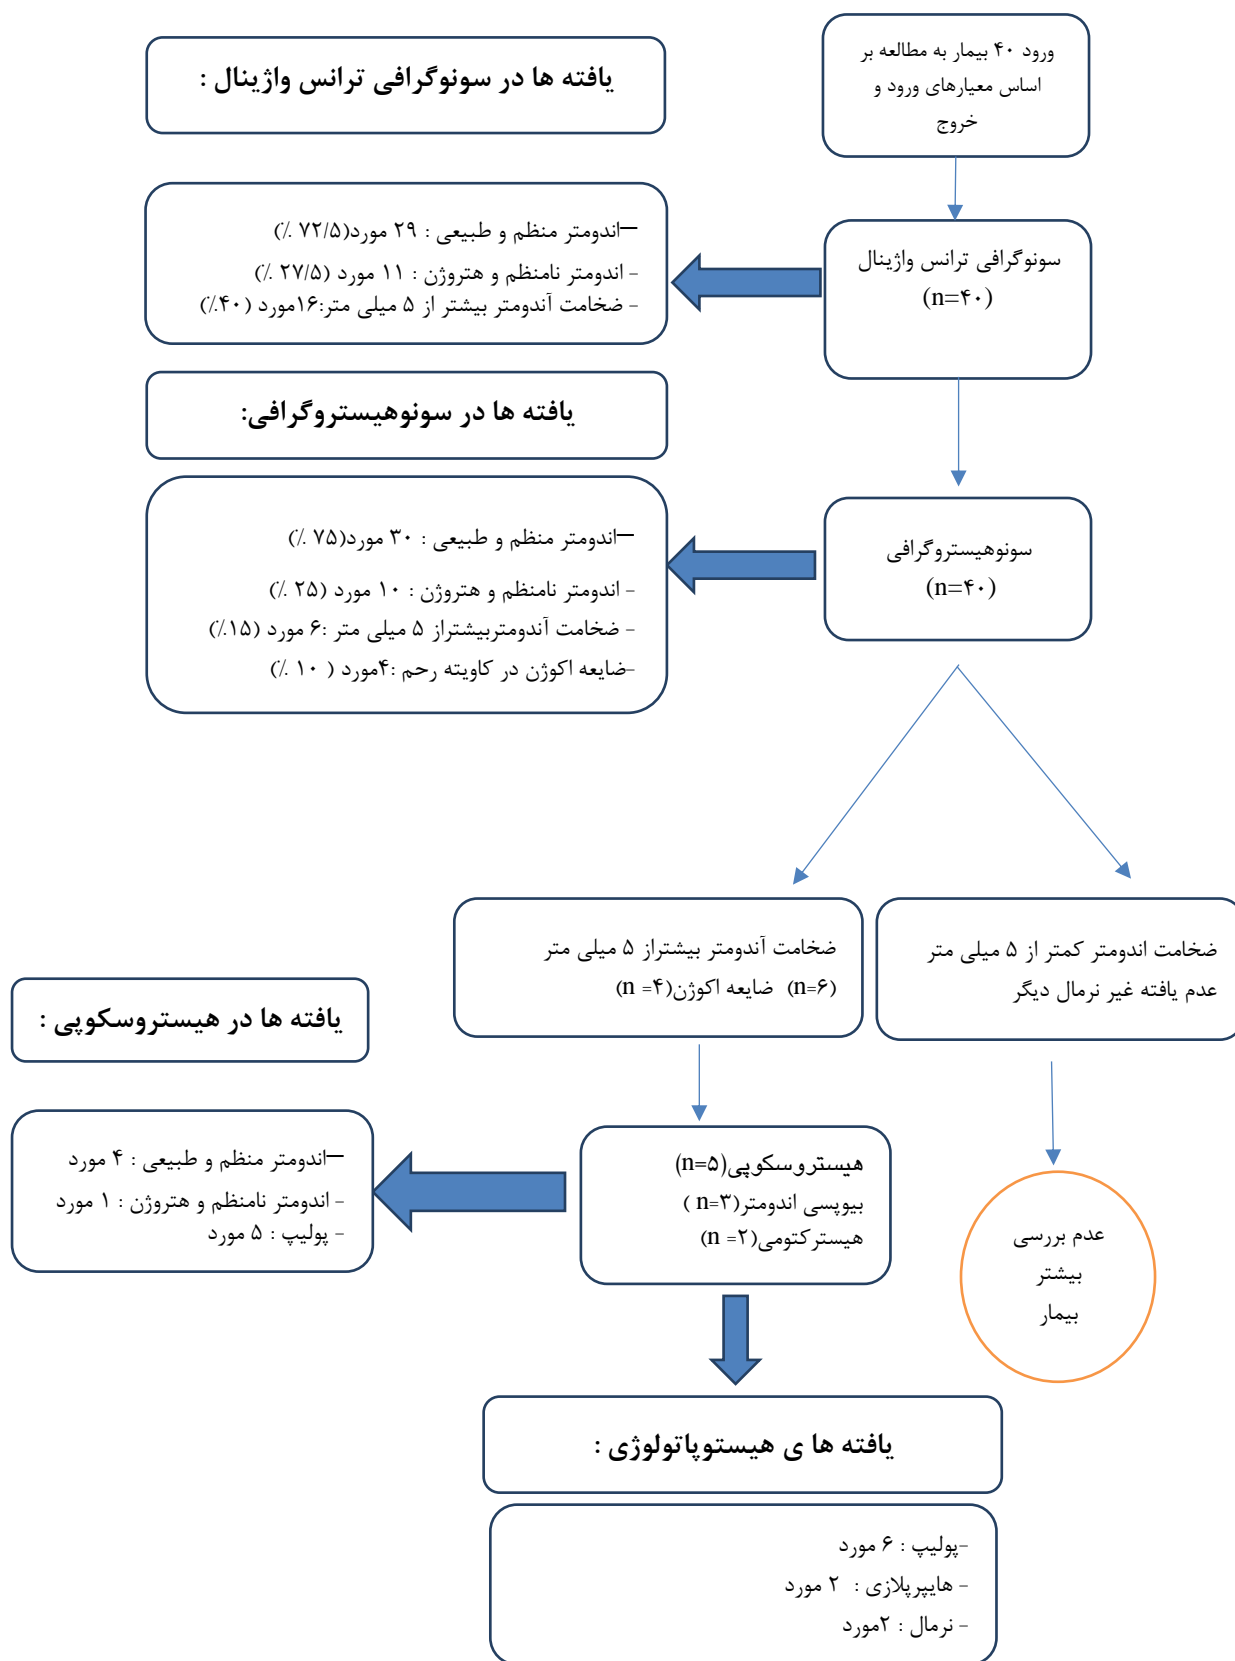 ورود ۴۰ بیمار به مطالعه بر
اساس معیارهای ورود و
خروج
یافته ها در سونوگرافی ترانس واژینال :
سونوگرافی ترانس واژینال
(n=۴۰)
—اندومتر منظم و طبیعی : ۲۹ مورد(۷۲/۵ ٪)
- اندومتر نامنظم و هتروژن : ۱۱ مورد (۲۷/۵ ٪)
- ضخامت آندومتر بیشتر از ۵ میلی متر:۱۶مورد (۴۰٪)
یافته ها در سونوهیستروگرافی:
سونوهیستروگرافی
(n=۴۰)
—اندومتر منظم و طبیعی : ۳۰ مورد(۷۵ ٪)
- اندومتر نامنظم و هتروژن : ۱۰ مورد (۲۵ ٪)
- ضخامت آندومتربیشتراز ۵ میلی متر :۶ مورد (۱۵٪)
-ضایعه اکوژن در کاویته رحم :۴مورد ( ۱۰ ٪)
ضخامت اندومتر کمتر از ۵ میلی متر
عدم یافته غیر نرمال دیگر
ضخامت آندومتر بیشتراز ۵ میلی متر
(n=۶) ضایعه اکوژن(n =۴)
یافته ها در هیستروسکوپی :
هیستروسکوپی(n=۵)
بیوپسی اندومتر(n=۳ )
هیسترکتومی(n =۲)
—اندومتر منظم و طبیعی : ۴ مورد
- اندومتر نامنظم و هتروژن : ۱ مورد
- پولیپ : ۵ مورد
عدم بررسی
بیشتر
بیمار
یافته ها ی هیستوپاتولوژی :
-پولیپ : ۶ مورد
- هایپرپلازی : ۲ مورد
- نرمال : ۲مورد